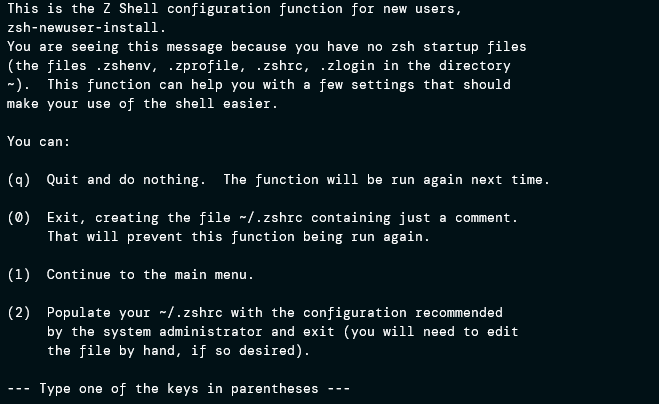 This is the Z Shell configuration function for new users,
zsh-newuser-install.
You are seeing this message because you have no zsh startup files
(the files .zshenv, .zprofile, .zshrc, .zlogin in the directory
~).  This function can help you with a few settings that should
make your use of the shell easier.

You can:

(q)  Quit and do nothing.  The function will be run again next time.

(0)  Exit, creating the file ~/.zshrc containing just a comment.
     That will prevent this function being run again.

(1)  Continue to the main menu.

(2)  Populate your ~/.zshrc with the configuration recommended
     by the system administrator and exit (you will need to edit
     the file by hand, if so desired).

--- Type one of the keys in parentheses ---